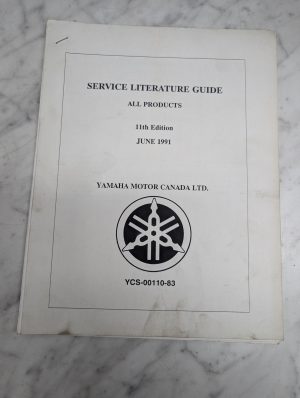 SERVICE LITERATURE GUIDE
ALL PRODUCTS
11th Edition
JUNE 1991
YAMAHA MOTOR CANADA LTD.
YCS-00110-83